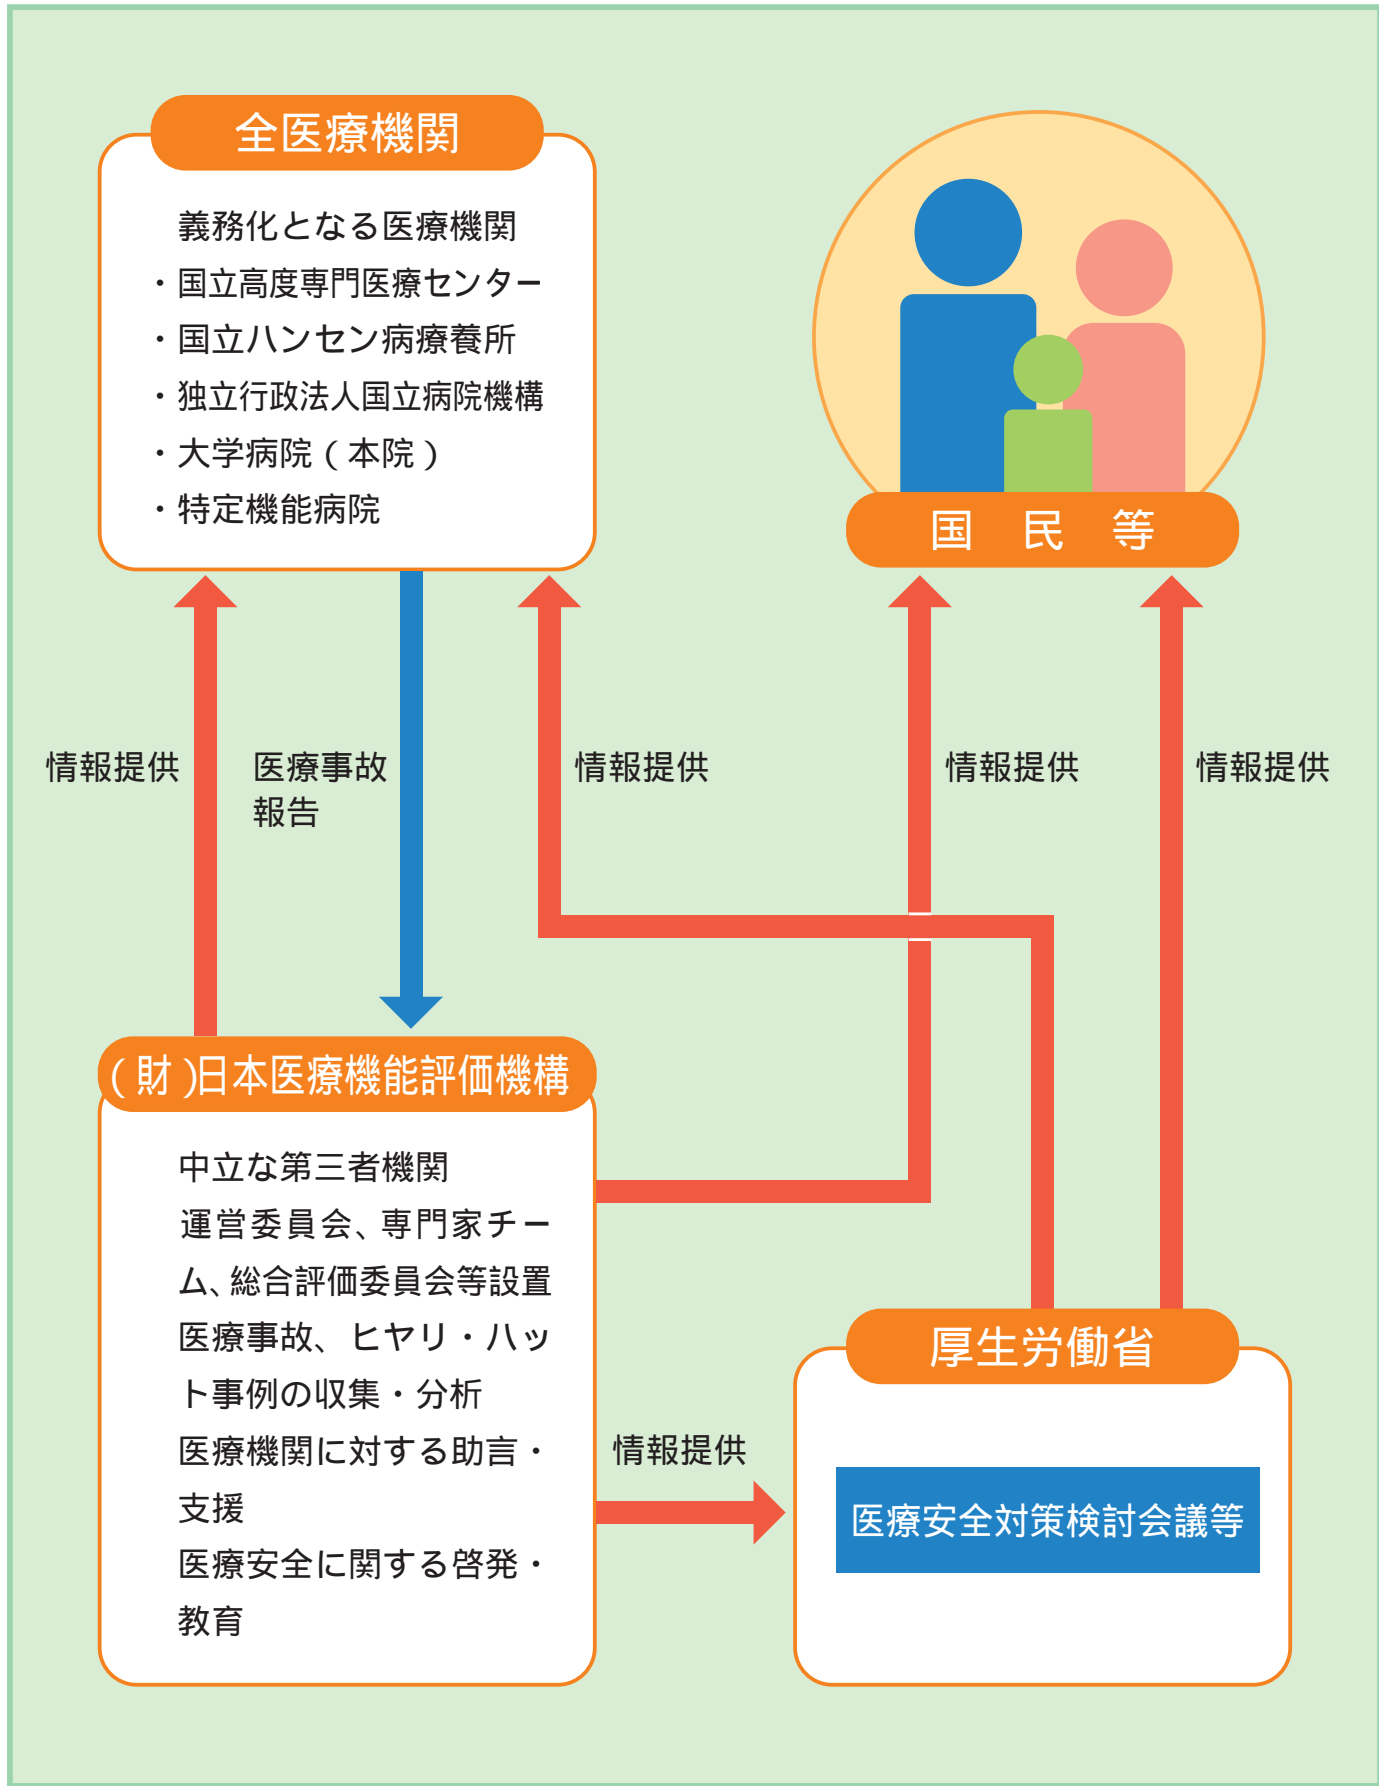 全医療機関
義務化となる医療機関
・国立高度専門医療センター
・国立ハンセン病療養所
・独立行政法人国立病院機構
・大学病院（本院）
・特定機能病院
国　民　等
情報提供
医療事故
報告
情報提供
情報提供
情報提供
（財）日本医療機能評価機構
中立な第三者機関
運営委員会、専門家チー
ム、総合評価委員会等設置
医療事故、ヒヤリ・ハッ
ト事例の収集・分析
医療機関に対する助言・
支援
医療安全に関する啓発・
教育
情報提供
厚生労働省
医療安全対策検討会議等